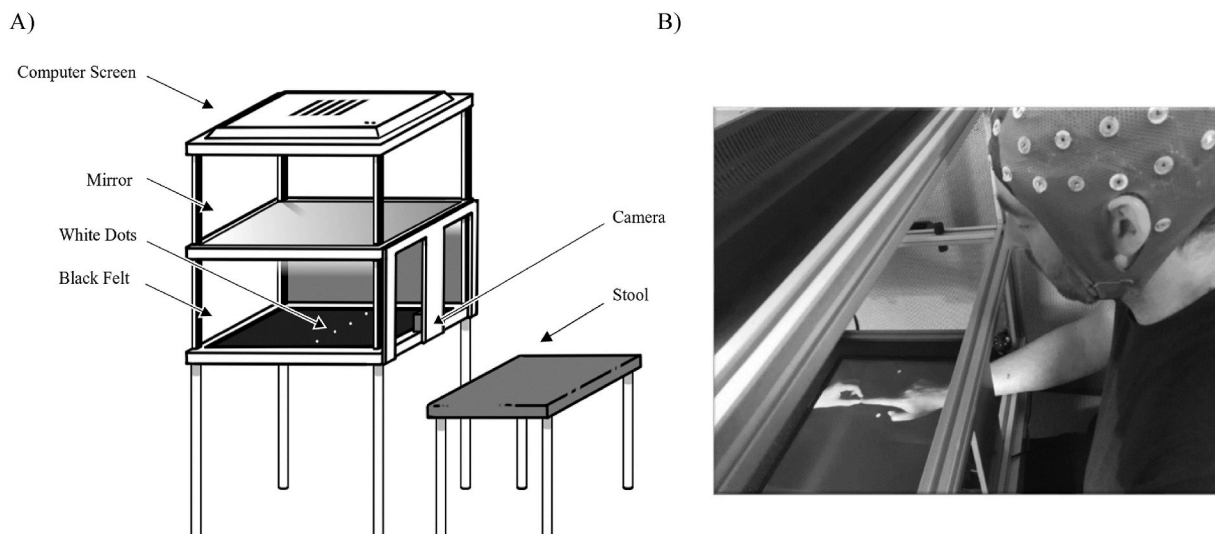 A)
B)
Computer Screen
Mirror
White Dots
Camera
Black Felt
Stool